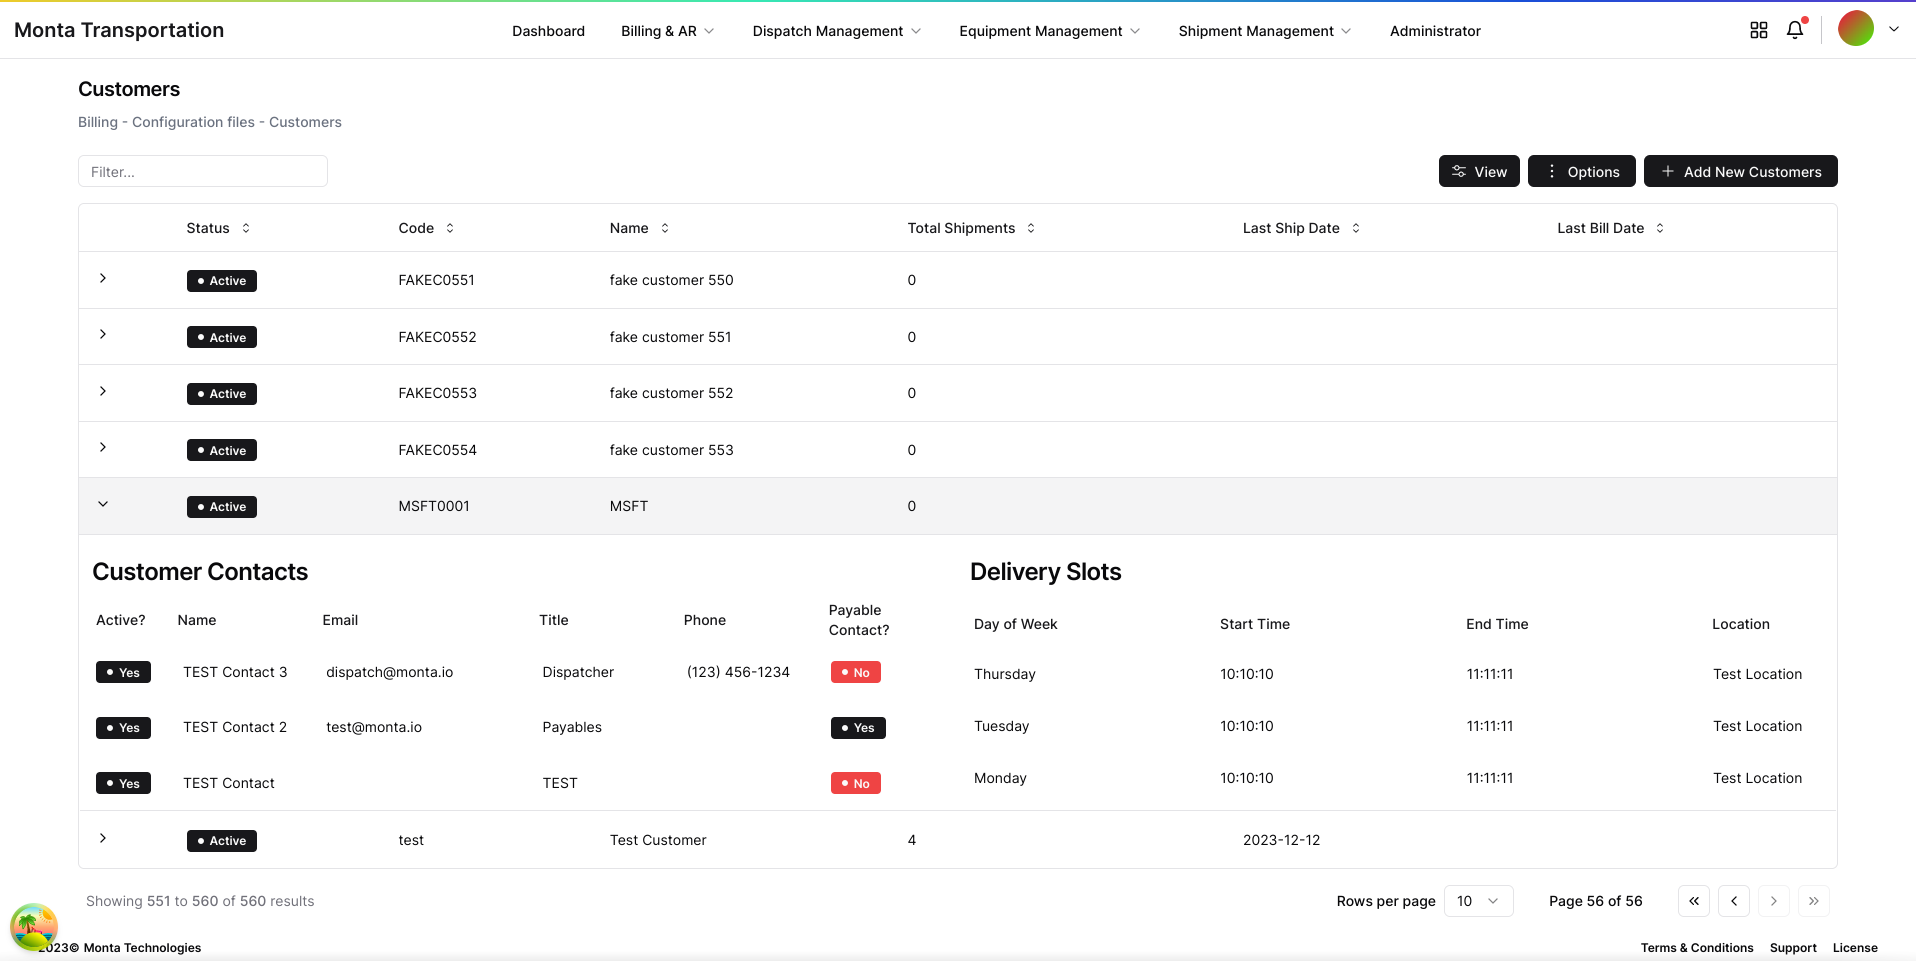 Monta Transportation Dashboard Billing & AR Dispatch Management Equipment Management Shipment Management Administrator
Customers
Billing - Configuration files - Customers
Filter... View Options Add New Customers
Status Code Name Total Shipments Last Ship Date Last Bill Date
Active FAKEC0551 fake customer 550 0
Active FAKEC0552 fake customer 551 0
Active FAKEC0553 fake customer 552 0
Active FAKEC0554 fake customer 553 0
Active MSFT0001 MSFT 0
Customer Contacts
Active? Name Email Title Phone Payable Contact?
Yes TEST Contact 3 dispatch@monta.io Dispatcher (123) 456-1234 No
Yes TEST Contact 2 test@monta.io Payables Yes
Yes TEST Contact TEST No
Delivery Slots
Day of Week Start Time End Time Location
Thursday 10:10:10 11:11:11 Test Location
Tuesday 10:10:10 11:11:11 Test Location
Monday 10:10:10 11:11:11 Test Location
Active test Test Customer 4 2023-12-12
Showing 551 to 560 of 560 results Rows per page 10 Page 56 of 56
2023© Monta Technologies Terms & Conditions Support License